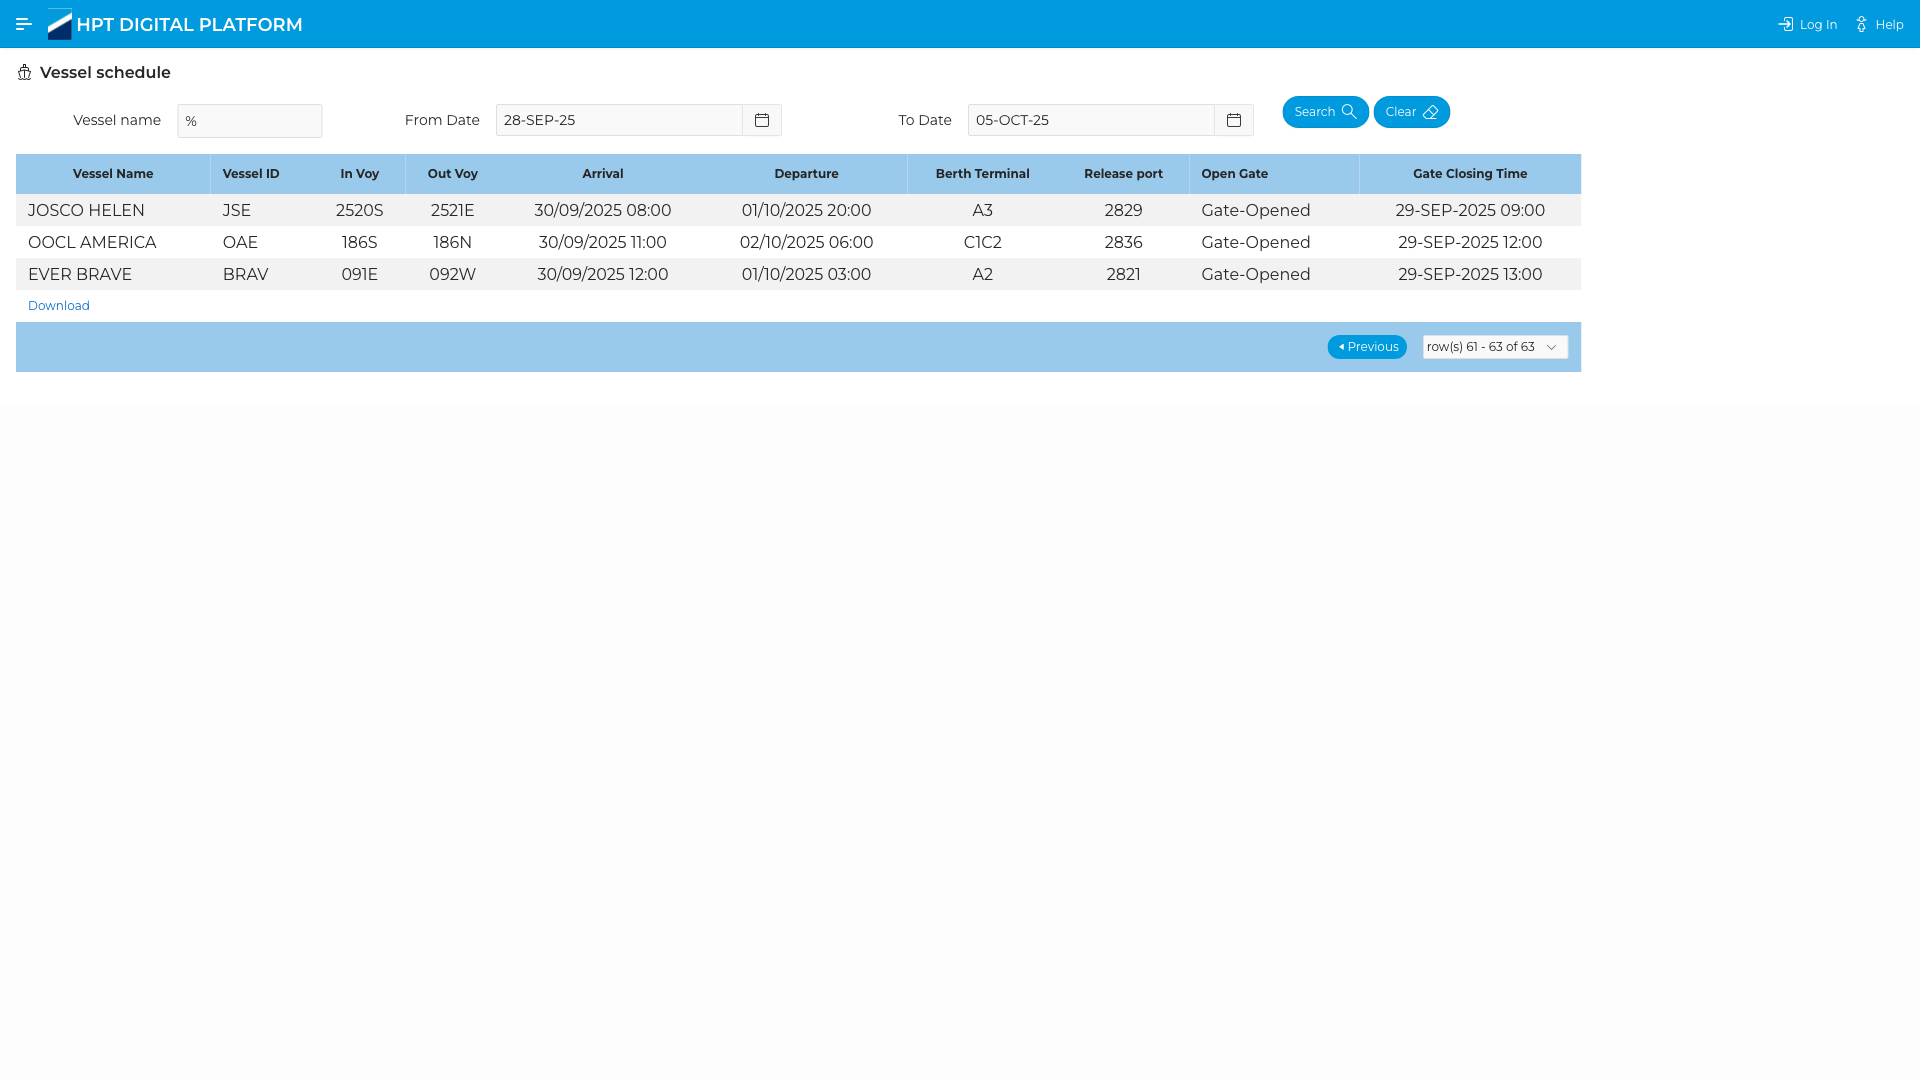 HPT DIGITAL PLATFORM Log In Help
Vessel schedule
Vessel name % From Date 28-SEP-25 To Date 05-OCT-25 Search Clear
Vessel Name Vessel ID In Voy Out Voy Arrival Departure Berth Terminal Release port Open Gate Gate Closing Time
JOSCO HELEN JSE 2520S 2521E 30/09/2025 08:00 01/10/2025 20:00 A3 2829 Gate-Opened 29-SEP-2025 09:00
OOCL AMERICA OAE 186S 186N 30/09/2025 11:00 02/10/2025 06:00 C1C2 2836 Gate-Opened 29-SEP-2025 12:00
EVER BRAVE BRAV 091E 092W 30/09/2025 12:00 01/10/2025 03:00 A2 2821 Gate-Opened 29-SEP-2025 13:00
Download
Previous row(s) 61 - 63 of 63